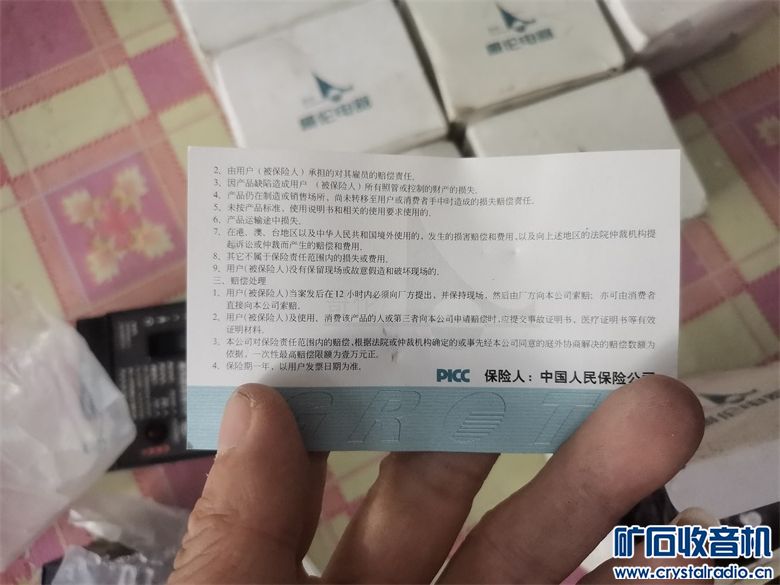 嘉伦电器
嘉伦电器
2、由用户（被保险人）承担的对其雇员的赔偿责任.
3、因产品缺陷造成用户 （被保险人）所有照管或控制的财产的损失.
4、产品仍在制造或销售场所，尚未转移至用户或消费者手中时造成的损失赔偿责任.
5、未按产品标准，使用说明书和相关的使用要求使用的.
6、产品运输途中损失.
7、在港、澳、台地区以及中华人民共和国境外使用的，发生的损害赔偿和费用,以及向上述地区的法院仲裁机构提
起诉讼或仲裁而产生的赔偿和费用.
8、其它不属于保险责任范围内的损失或费用.
9、用户(被保险人)没有保留现场或故意假造和破坏现场的.
三、赔偿处理
1、用户(被保险人)当案发后在12小时内必须向厂方提出，并保持现场，然后由厂方向本公司索赔；亦可由消费者
直接向本公司索赔.
2、用户(被保险人)及使用、消费该产品的人或第三者向本公司申请赔偿时,应提交事故证明书、医疗证明书等有效
证明材料.
3、本公司对保险责任范围内的赔偿,根据法院或仲裁机构确定的或事先经本公司同意的庭外协商解决的赔偿数额为
依据，一次性最高赔偿限额为壹万元正.
4、保险期一年，以用户发票日期为准.
PICC 保险人：中国人民保险公司
GROT
矿石收音机
www.crystalradio.cn